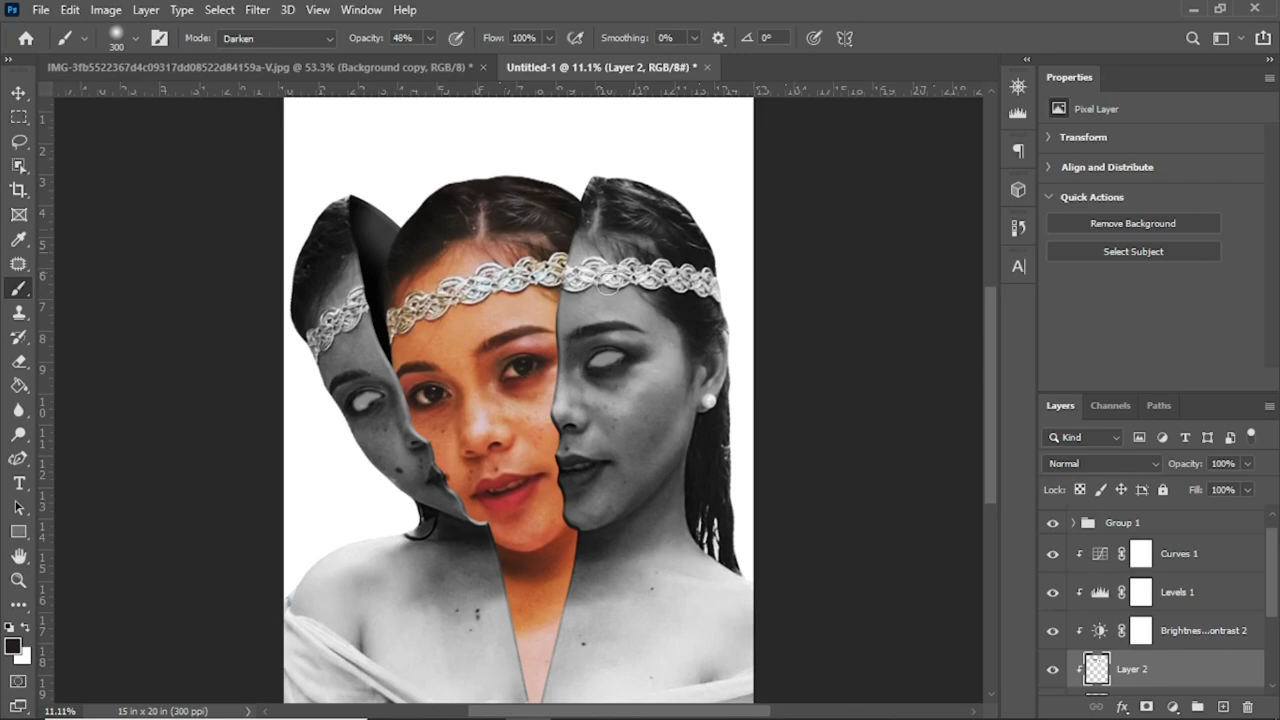 Ps File Edit Image Layer Type Select Filter 3D View Window Help
300 Mode: Darken Opacity: 48% Flow: 100% Smoothing: 0% 0°
IMG-3fb5522367d4c09317dd08522d84159a-V.jpg @ 53.3% (Background copy, RGB/8) * × Untitled-1 @ 11.1% (Layer 2, RGB/8#) * ×
Properties
Pixel Layer
Transform
Align and Distribute
Quick Actions
Remove Background
Select Subject
Layers Channels Paths
Kind
Normal Opacity: 100%
Lock: Fill: 100%
Group 1
Curves 1
Levels 1
Brightnes...ontrast 2
Layer 2
11.11% 15 in x 20 in (300 ppi)